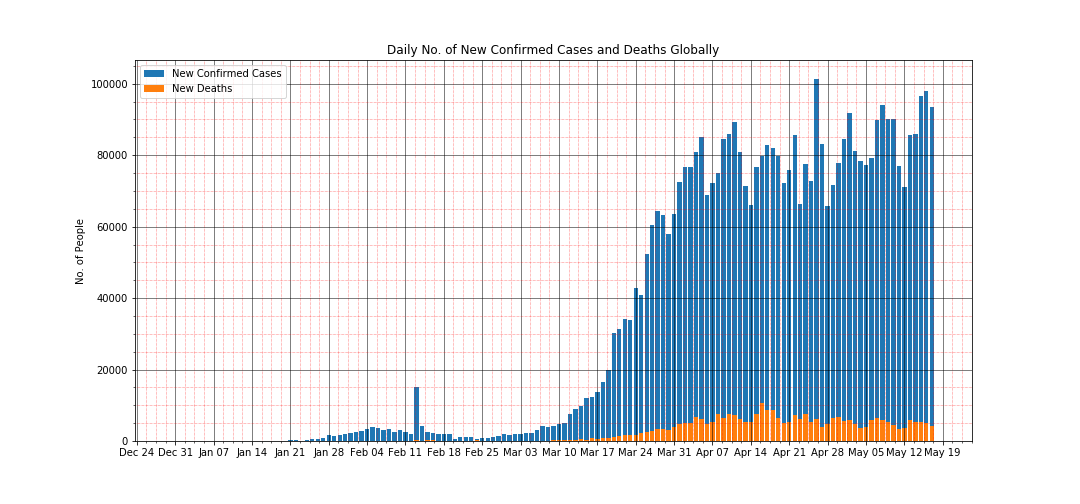 Daily No. of New Confirmed Cases and Deaths Globally
New Confirmed Cases
New Deaths
No. of People
100000
80000
60000
40000
20000
0
Dec 24 Dec 31 Jan 07 Jan 14 Jan 21 Jan 28 Feb 04 Feb 11 Feb 18 Feb 25 Mar 03 Mar 10 Mar 17 Mar 24 Mar 31 Apr 07 Apr 14 Apr 21 Apr 28 May 05 May 12 May 19